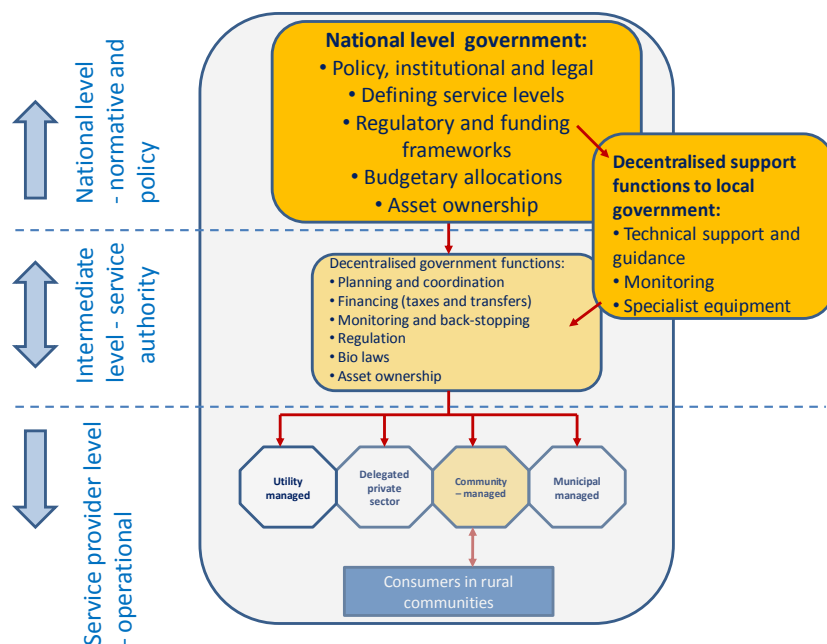 National level
- normative and
policy
National level government:
• Policy, institutional and legal
• Defining service levels
• Regulatory and funding
frameworks
• Budgetary allocations
• Asset ownership
Decentralised support
functions to local
government:
• Technical support and
guidance
• Monitoring
• Specialist equipment
Intermediate
level - service
authority
Decentralised government functions:
• Planning and coordination
• Financing (taxes and transfers)
• Monitoring and back-stopping
• Regulation
• Bio laws
• Asset ownership
Service provider level
- operational
Utility
managed
Delegated
private
sector
Community
– managed
Municipal
managed
Consumers in rural
communities